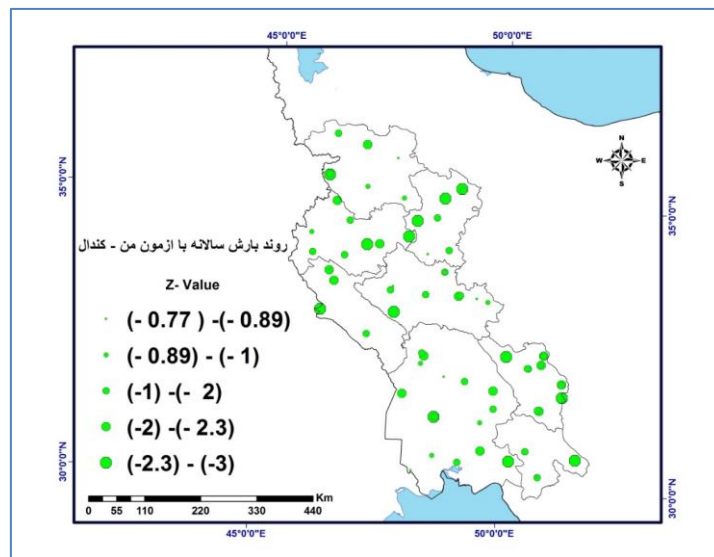 45°0'0"E 50°0'0"E
35°0'0"N 35°0'0"N
N
W E
S
روند بارش سالانه با ازمون من - کندال
Z- Value
(- 0.77 ) -(- 0.89)
(- 0.89) - (- 1)
(-1) -(- 2)
(-2) -(- 2.3)
(-2.3) - (-3)
30°0'0"N 30°0'0"N
Km
0 55 110 220 330 440
45°0'0"E 50°0'0"E